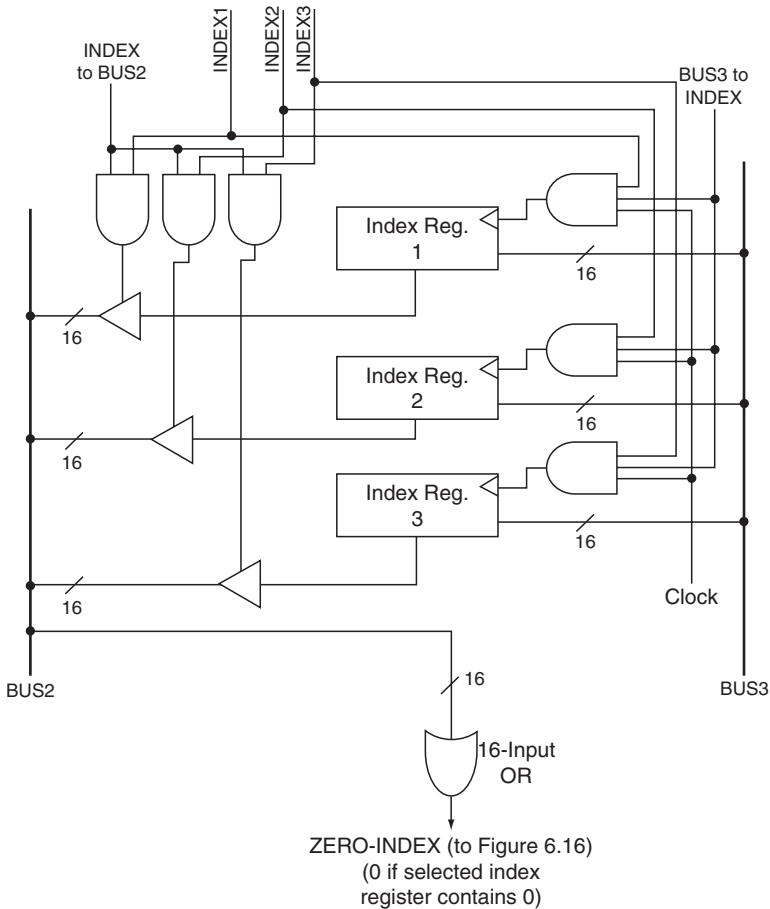 INDEX1
INDEX2
INDEX3
INDEX
to BUS2
BUS3 to
INDEX
Index Reg.
1
16
16
Index Reg.
2
16
16
Index Reg.
3
16
16
Clock
BUS2
BUS3
16
16-Input
OR
ZERO-INDEX (to Figure 6.16)
(0 if selected index
register contains 0)